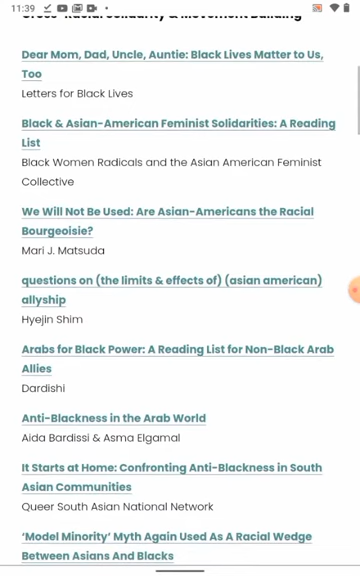 11:39
Cross-Racial Solidarity & Movement Building
Dear Mom, Dad, Uncle, Auntie: Black Lives Matter to Us,
Too
Letters for Black Lives
Black & Asian-American Feminist Solidarities: A Reading
List
Black Women Radicals and the Asian American Feminist
Collective
We Will Not Be Used: Are Asian-Americans the Racial
Bourgeoisie?
Mari J. Matsuda
questions on (the limits & effects of) (asian american)
allyship
Hyejin Shim
Arabs for Black Power: A Reading List for Non-Black Arab
Allies
Dardishi
Anti-Blackness in the Arab World
Aida Bardissi & Asma Elgamal
It Starts at Home: Confronting Anti-Blackness in South
Asian Communities
Queer South Asian National Network
‘Model Minority’ Myth Again Used As A Racial Wedge
Between Asians And Blacks